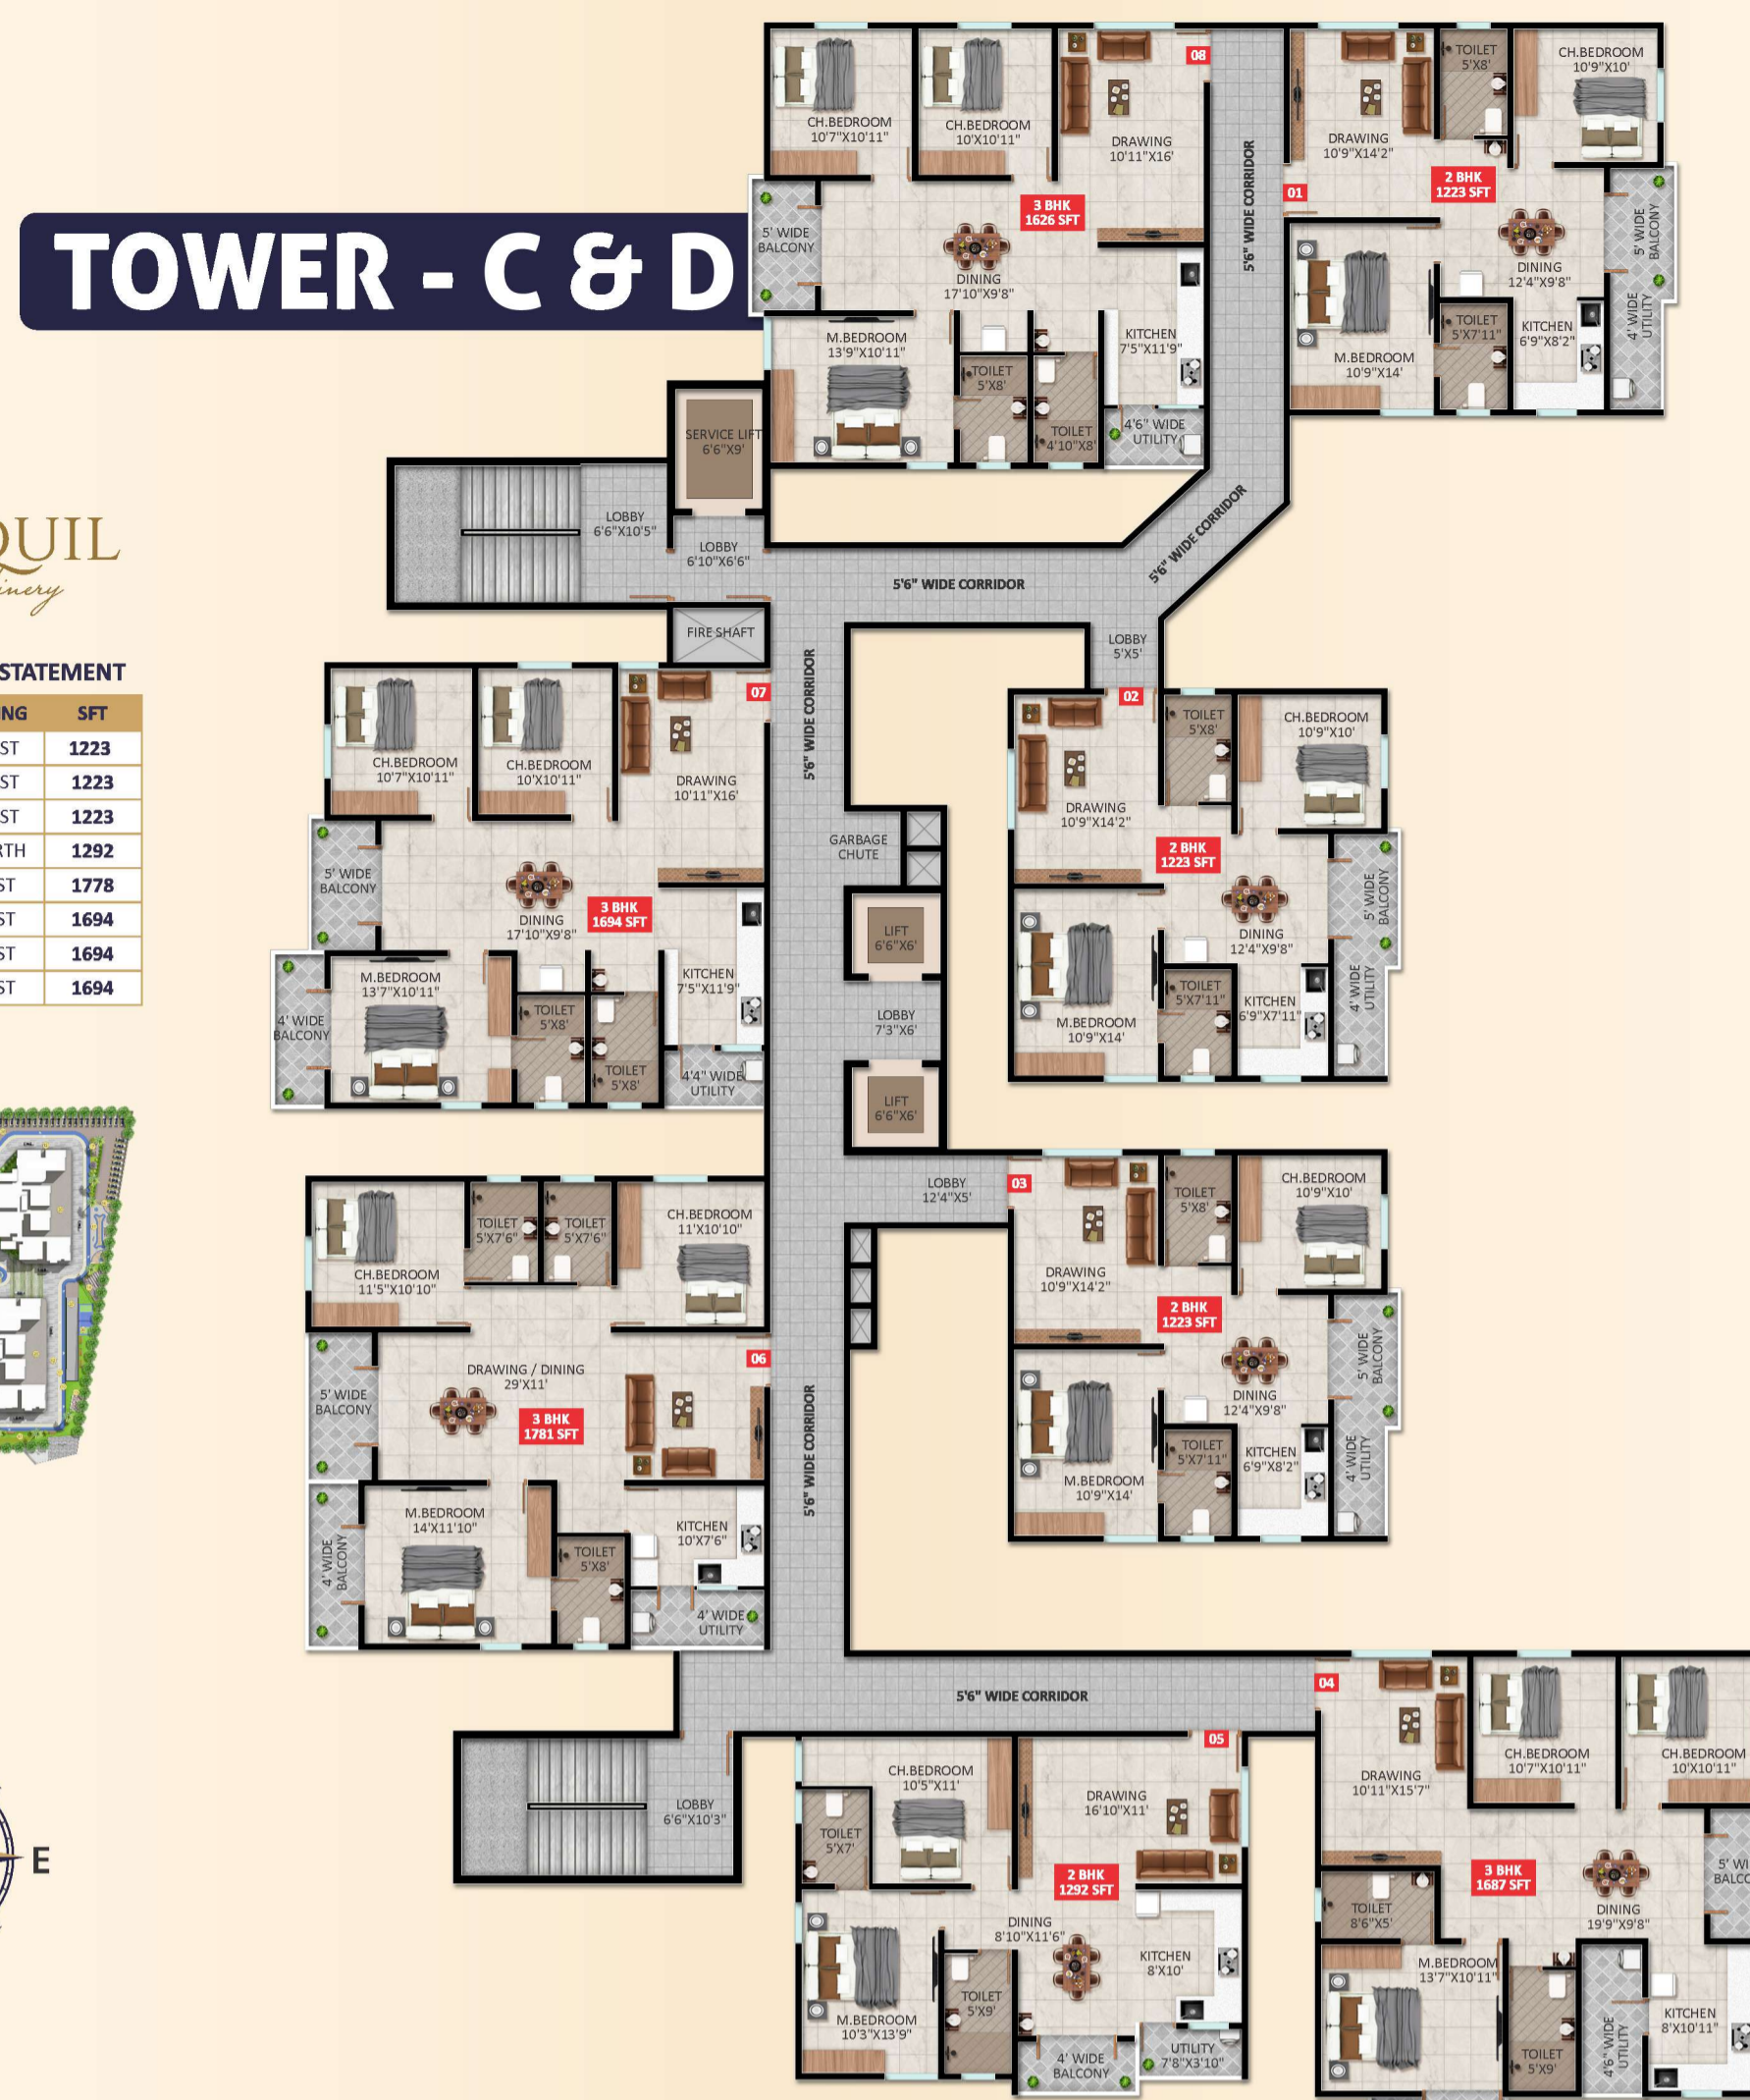 TOWER - C & D
QUIL
inery
STATEMENT
NG SFT
ST 1223
ST 1223
ST 1223
RTH 1292
ST 1778
ST 1694
ST 1694
ST 1694
E
08
CH.BEDROOM
10'7"X10'11"
CH.BEDROOM
10'X10'11"
DRAWING
10'11"X16'
3 BHK
1626 SFT
5' WIDE
BALCONY
DINING
17'10"X9'8"
M.BEDROOM
13'9"X10'11"
TOILET
5'X8'
TOILET
4'10"X8'
KITCHEN
7'5"X11'9"
4'6" WIDE
UTILITY
5'6" WIDE CORRIDOR
01
DRAWING
10'9"X14'2"
TOILET
5'X8'
CH.BEDROOM
10'9"X10'
2 BHK
1223 SFT
5' WIDE
BALCONY
DINING
12'4"X9'8"
4' WIDE
UTILITY
M.BEDROOM
10'9"X14'
TOILET
5'X7'11"
KITCHEN
6'9"X8'2"
SERVICE LIFT
6'6"X9'
LOBBY
6'6"X10'5"
LOBBY
6'10"X6'6"
5'6" WIDE CORRIDOR
5'6" WIDE CORRIDOR
FIRE SHAFT
LOBBY
5'X5'
5'6" WIDE CORRIDOR
07
CH.BEDROOM
10'7"X10'11"
CH.BEDROOM
10'X10'11"
DRAWING
10'11"X16'
5' WIDE
BALCONY
DINING
17'10"X9'8"
3 BHK
1694 SFT
M.BEDROOM
13'7"X10'11"
4' WIDE
BALCONY
TOILET
5'X8'
TOILET
5'X8'
KITCHEN
7'5"X11'9"
4'4" WIDE
UTILITY
GARBAGE
CHUTE
LIFT
6'6"X6'
LOBBY
7'3"X6'
LIFT
6'6"X6'
02
TOILET
5'X8'
CH.BEDROOM
10'9"X10'
DRAWING
10'9"X14'2"
2 BHK
1223 SFT
5' WIDE
BALCONY
DINING
12'4"X9'8"
4' WIDE
UTILITY
M.BEDROOM
10'9"X14'
TOILET
5'X7'11"
KITCHEN
6'9"X7'11"
LOBBY
12'4"X5'
03
TOILET
5'X8'
CH.BEDROOM
10'9"X10'
DRAWING
10'9"X14'2"
2 BHK
1223 SFT
5' WIDE
BALCONY
DINING
12'4"X9'8"
4' WIDE
UTILITY
M.BEDROOM
10'9"X14'
TOILET
5'X7'11"
KITCHEN
6'9"X8'2"
CH.BEDROOM
11'5"X10'10"
TOILET
5'X7'6"
TOILET
5'X7'6"
CH.BEDROOM
11'X10'10"
06
DRAWING / DINING
29'X11'
5' WIDE
BALCONY
3 BHK
1781 SFT
M.BEDROOM
14'X11'10"
4' WIDE
BALCONY
TOILET
5'X8'
KITCHEN
10'X7'6"
4' WIDE
UTILITY
5'6" WIDE CORRIDOR
5'6" WIDE CORRIDOR
LOBBY
6'6"X10'3"
05
CH.BEDROOM
10'5"X11'
DRAWING
16'10"X11'
TOILET
5'X7'
2 BHK
1292 SFT
DINING
8'10"X11'6"
KITCHEN
8'X10'
M.BEDROOM
10'3"X13'9"
TOILET
5'X9'
4' WIDE
BALCONY
UTILITY
7'8"X3'10"
04
DRAWING
10'11"X15'7"
CH.BEDROOM
10'7"X10'11"
CH.BEDROOM
10'X10'11"
3 BHK
1687 SFT
5' WI
BALCO
TOILET
8'6"X5'
DINING
19'9"X9'8"
M.BEDROOM
13'7"X10'11"
TOILET
5'X9'
4'6" WIDE
UTILITY
KITCHEN
8'X10'11"